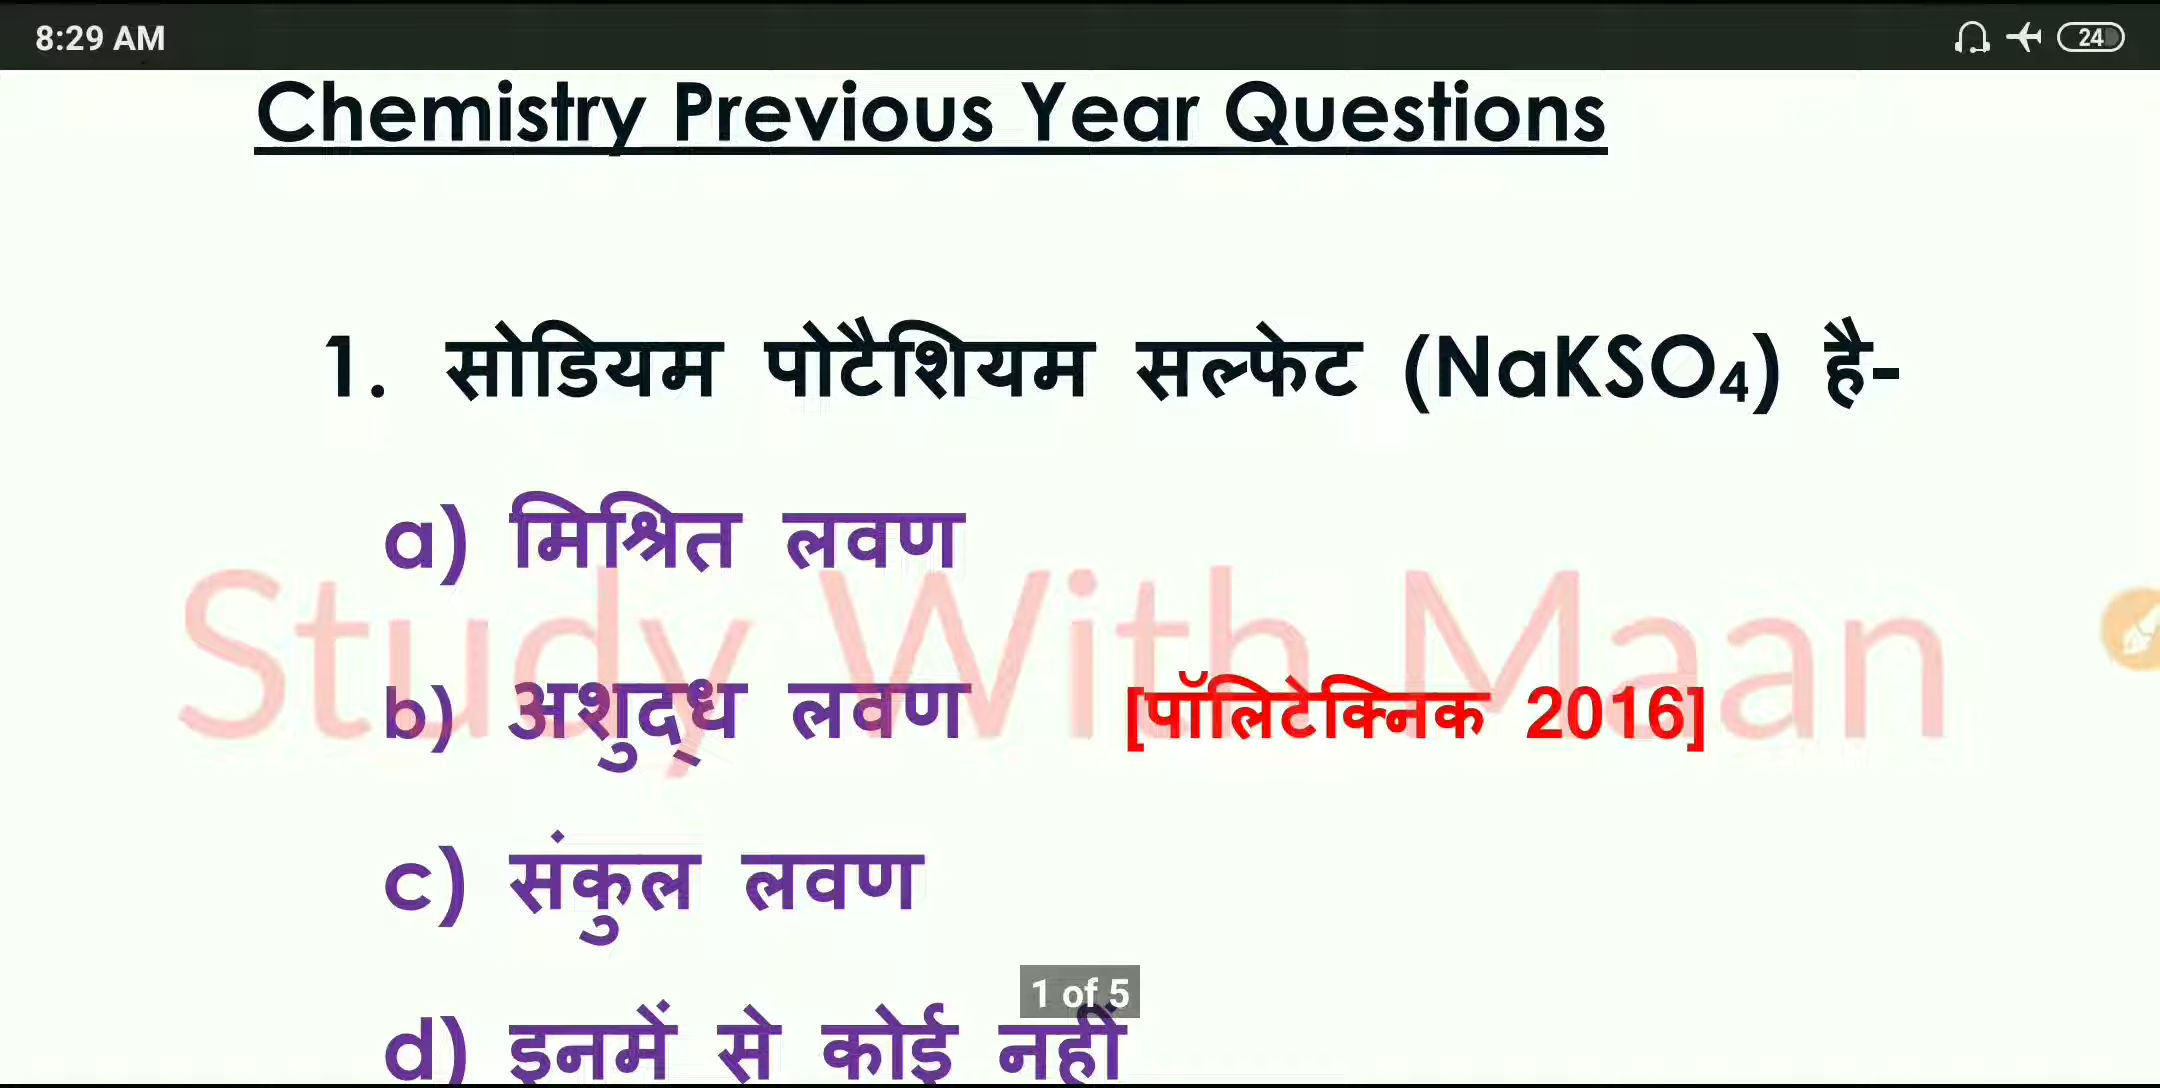 8:29 AM
24
Chemistry Previous Year Questions
1. सोडियम पोटैशियम सल्फेट (NaKSO₄) है-
a) मिश्रित लवण
Study With Maan
b) अशुद्ध लवण [पॉलिटेक्निक 2016]
c) संकुल लवण
1 of 5
d) इनमें से कोई नहीं